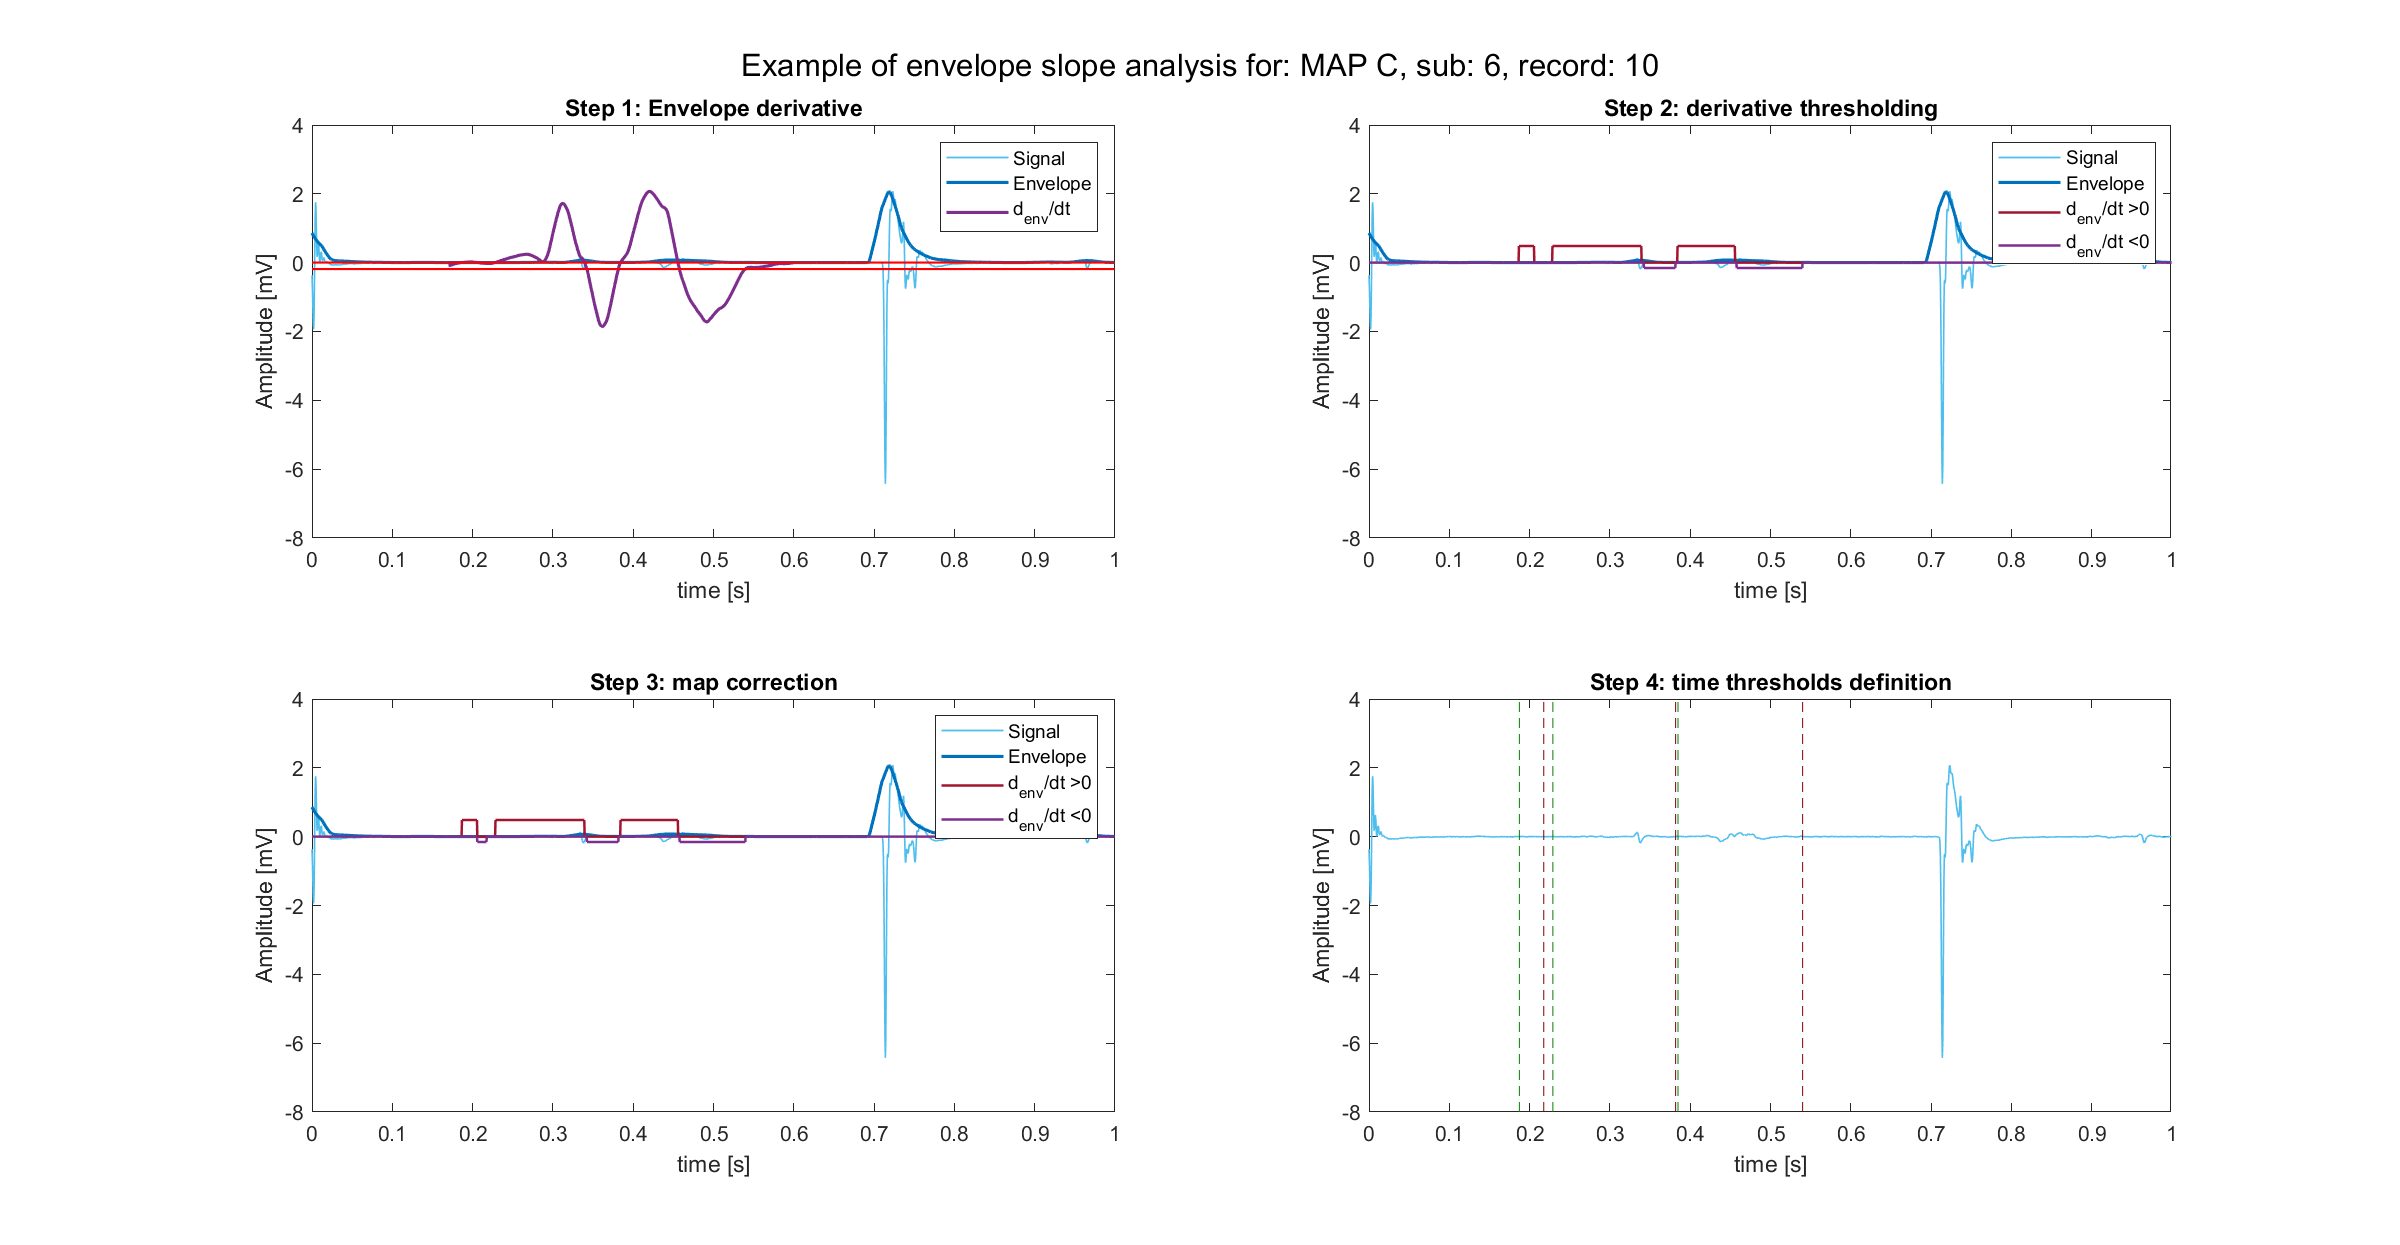 Example of envelope slope analysis for: MAP C, sub: 6, record: 10
Step 1: Envelope derivative
4
2
0
-2
-4
-6
-8
Amplitude [mV]
Signal
Envelope
d_env/dt
0 0.1 0.2 0.3 0.4 0.5 0.6 0.7 0.8 0.9 1
time [s]
Step 2: derivative thresholding
4
2
0
-2
-4
-6
-8
Amplitude [mV]
Signal
Envelope
d_env/dt >0
d_env/dt <0
0 0.1 0.2 0.3 0.4 0.5 0.6 0.7 0.8 0.9 1
time [s]
Step 3: map correction
4
2
0
-2
-4
-6
-8
Amplitude [mV]
Signal
Envelope
d_env/dt >0
d_env/dt <0
0 0.1 0.2 0.3 0.4 0.5 0.6 0.7 0.8 0.9 1
time [s]
Step 4: time thresholds definition
4
2
0
-2
-4
-6
-8
Amplitude [mV]
0 0.1 0.2 0.3 0.4 0.5 0.6 0.7 0.8 0.9 1
time [s]